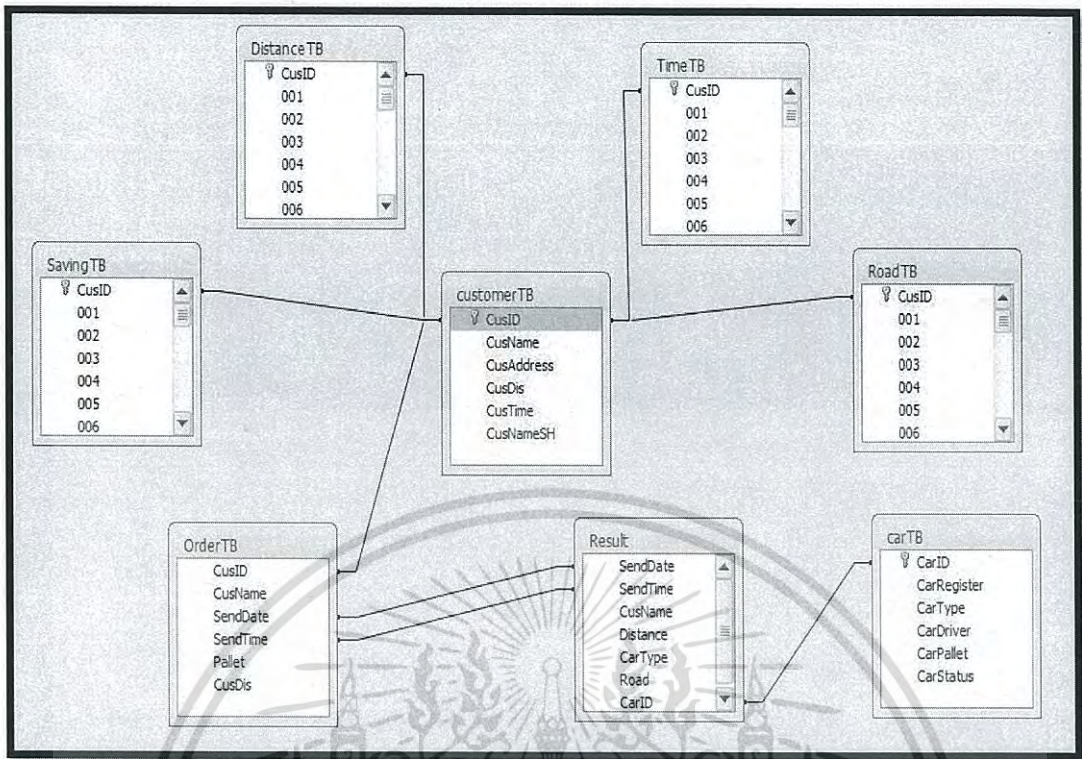 DistanceTB
CusID
001
002
003
004
005
006
TimeTB
CusID
001
002
003
004
005
006
SavingTB
CusID
001
002
003
004
005
006
customerTB
CusID
CusName
CusAddress
CusDis
CusTime
CusNameSH
RoadTB
CusID
001
002
003
004
005
006
OrderTB
CusID
CusName
SendDate
SendTime
Pallet
CusDis
Result
SendDate
SendTime
CusName
Distance
CarType
Road
CarID
carTB
CarID
CarRegister
CarType
CarDriver
CarPallet
CarStatus